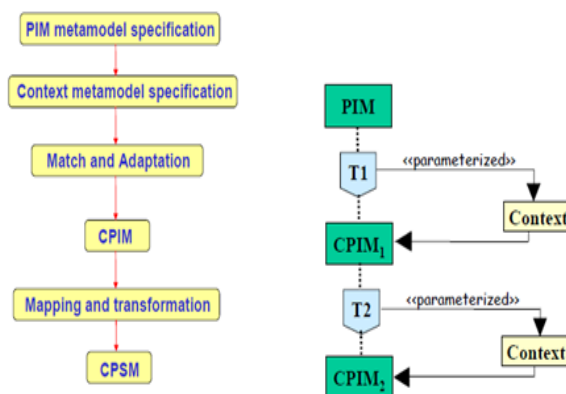 PIM metamodel specification
Context metamodel specification
Match and Adaptation
CPIM
Mapping and transformation
CPSM
PIM
T1
<<parameterized>>
Context
CPIM1
T2
<<parameterized>>
Context
CPIM2